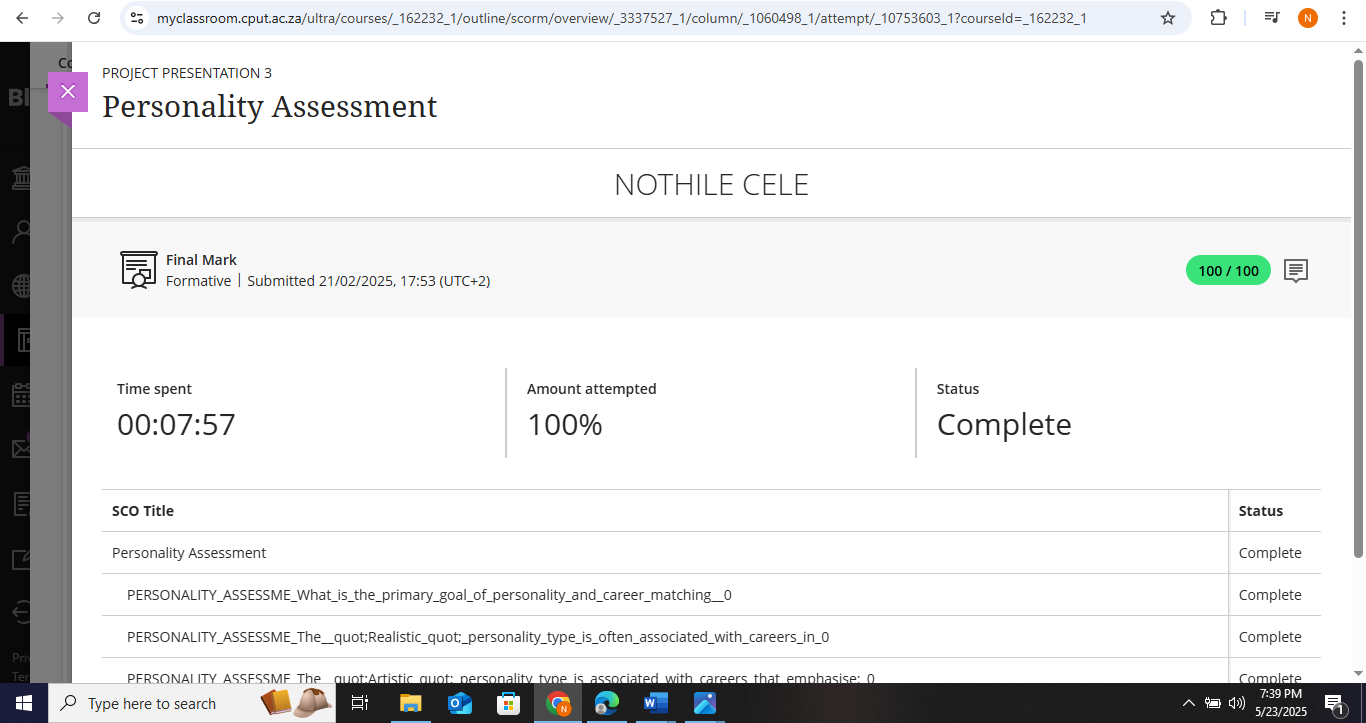 myclassroom.cput.ac.za/ultra/courses/_162232_1/outline/scorm/overview/_3337527_1/column/_1060498_1/attempt/_10753603_1?courseId=_162232_1
N
PROJECT PRESENTATION 3
Personality Assessment
NOTHILE CELE
Final Mark
Formative | Submitted 21/02/2025, 17:53 (UTC+2)
100 / 100
Time spent
00:07:57
Amount attempted
100%
Status
Complete
SCO Title Status
Personality Assessment Complete
PERSONALITY_ASSESSME_What_is_the_primary_goal_of_personality_and_career_matching__0 Complete
PERSONALITY_ASSESSME_The__quot;Realistic_quot;_personality_type_is_often_associated_with_careers_in_0 Complete
PERSONALITY_ASSESSME_The__quot;Artistic_quot;_personality_type_is_associated_with_careers_that_emphasise:_0 Complete
Type here to search
7:39 PM
5/23/2025
1